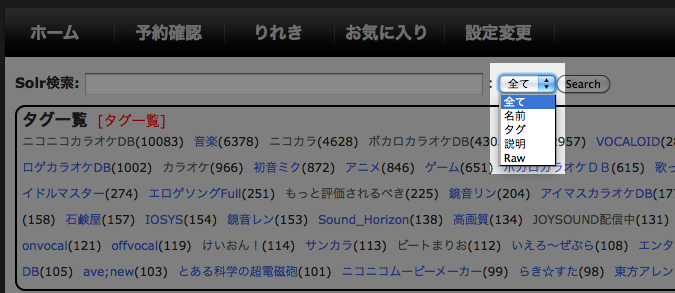 ホーム 予約確認 りれき お気に入り 設定変更
Solr検索: : 全て Search
全て
名前
タグ
説明
Raw
タグ一覧 [タグ一覧]
ニコニコカラオケDB(10083) 音楽(6378) ニコカラ(4628) ボカロカラオケDB(430 2957) VOCALOID(28
ロゲカラオケDB(1002) カラオケ(966) 初音ミク(872) アニメ(846) ゲーム(651) ボカロカラオケDB(615) 歌っ
イドルマスター(274) エロゲソングFull(251) もっと評価されるべき(225) 鏡音リン(204) アイマスカラオケDB(177
(158) 石鹸屋(157) IOSYS(154) 鏡音レン(153) Sound_Horizon(138) 高画質(134) JOYSOUND配信中(131)
onvocal(121) offvocal(119) けいおん!(114) サンカラ(113) ビートまりお(112) いえろ~ぜぶら(108) エンタ
DB(105) ave;new(103) とある科学の超電磁砲(101) ニコニコムービーメーカー(99) らき☆すた(98) 東方アレン